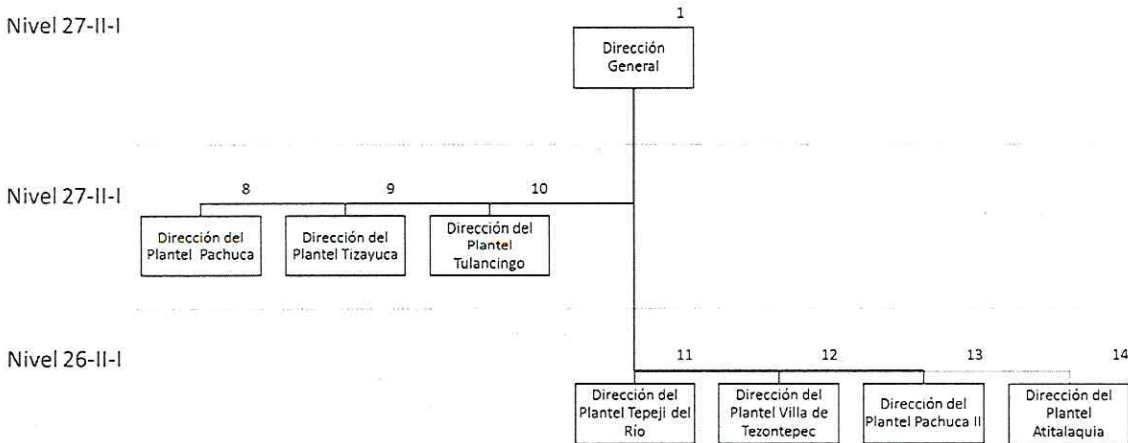 Nivel 27-II-I
1
Dirección
General
Nivel 27-II-I
8
9
10
Dirección del
Plantel Pachuca
Dirección del
Plantel Tizayuca
Dirección del
Plantel
Tulancingo
Nivel 26-II-I
11
12
13
14
Dirección del
Plantel Tepeji del
Río
Dirección del
Plantel Villa de
Tezontepec
Dirección del
Plantel Pachuca II
Dirección del
Plantel
Atitalaquia